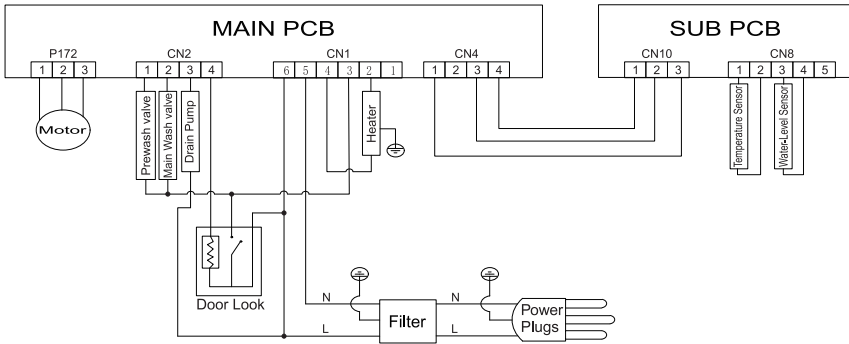 MAIN PCB
SUB PCB
P172
CN2
CN1
CN4
CN10
CN8
1 2 3
1 2 3 4
6 5 4 3 2 1
1 2 3 4
1 2 3
1 2 3 4 5
Motor
Prewash valve
Main Wash valve
Drain Pump
Heater
Temperature Sensor
Water-Level Sensor
Door Look
N
L
Filter
N
L
Power
Plugs